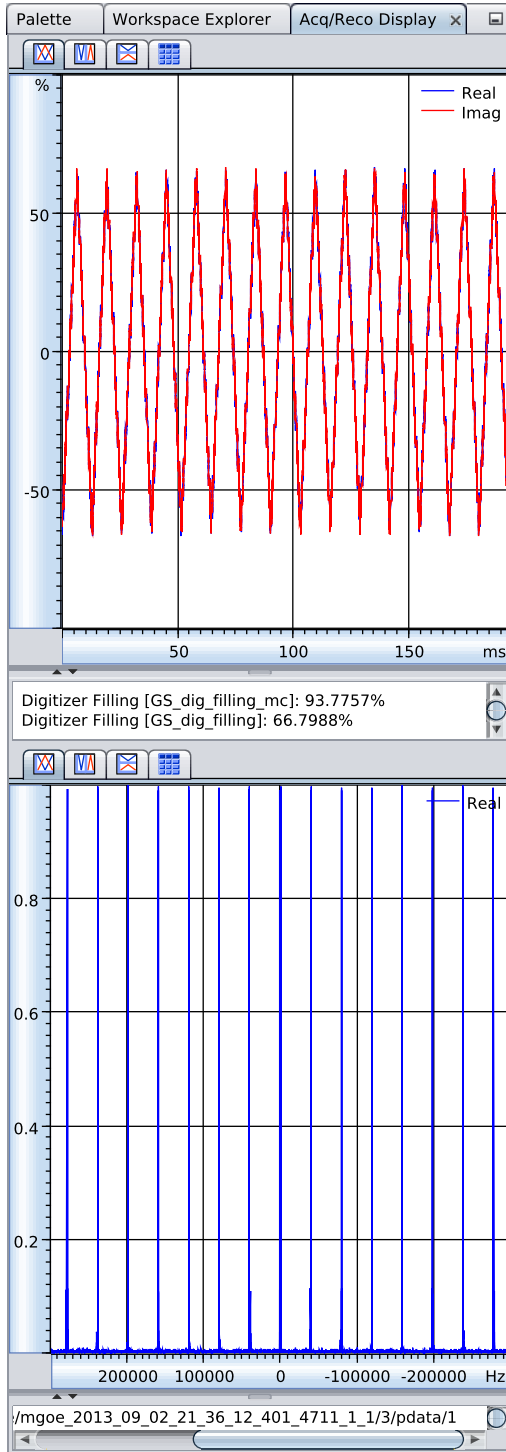 Palette Workspace Explorer Acq/Reco Display
%
Real
Imag
50
0
-50
50 100 150 ms
Digitizer Filling [GS_dig_filling_mc]: 93.7757%
Digitizer Filling [GS_dig_filling]: 66.7988%
Real
0.8
0.6
0.4
0.2
200000 100000 0 -100000 -200000 Hz
/mgoe_2013_09_02_21_36_12_401_4711_1_1/3/pdata/1